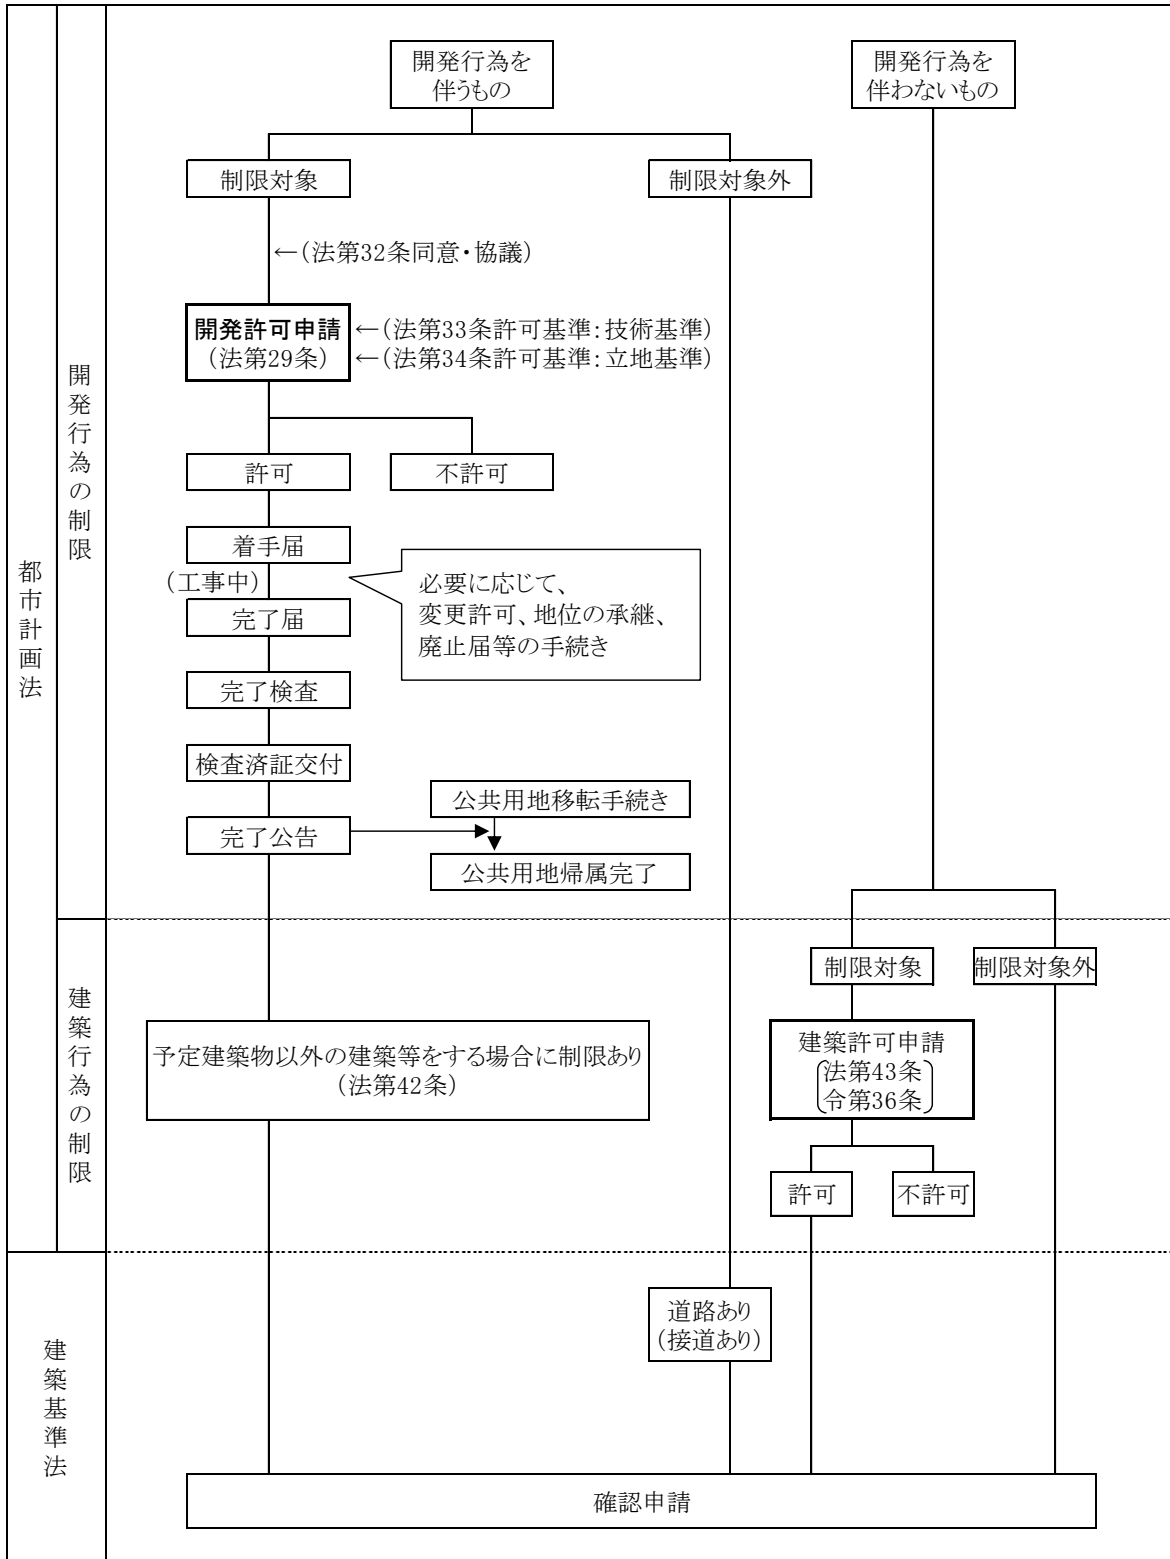 都市計画法
開発行為の制限
開発行為を
伴うもの
開発行為を
伴わないもの
制限対象
制限対象外
←(法第32条同意・協議)
開発許可申請
(法第29条)
←(法第33条許可基準:技術基準)
←(法第34条許可基準:立地基準)
許可
不許可
着手届
(工事中)
必要に応じて、
変更許可、地位の承継、
廃止届等の手続き
完了届
完了検査
検査済証交付
公共用地移転手続き
完了公告
公共用地帰属完了
建築行為の制限
制限対象
制限対象外
予定建築物以外の建築等をする場合に制限あり
(法第42条)
建築許可申請
法第43条
令第36条
許可
不許可
建築基準法
道路あり
(接道あり)
確認申請